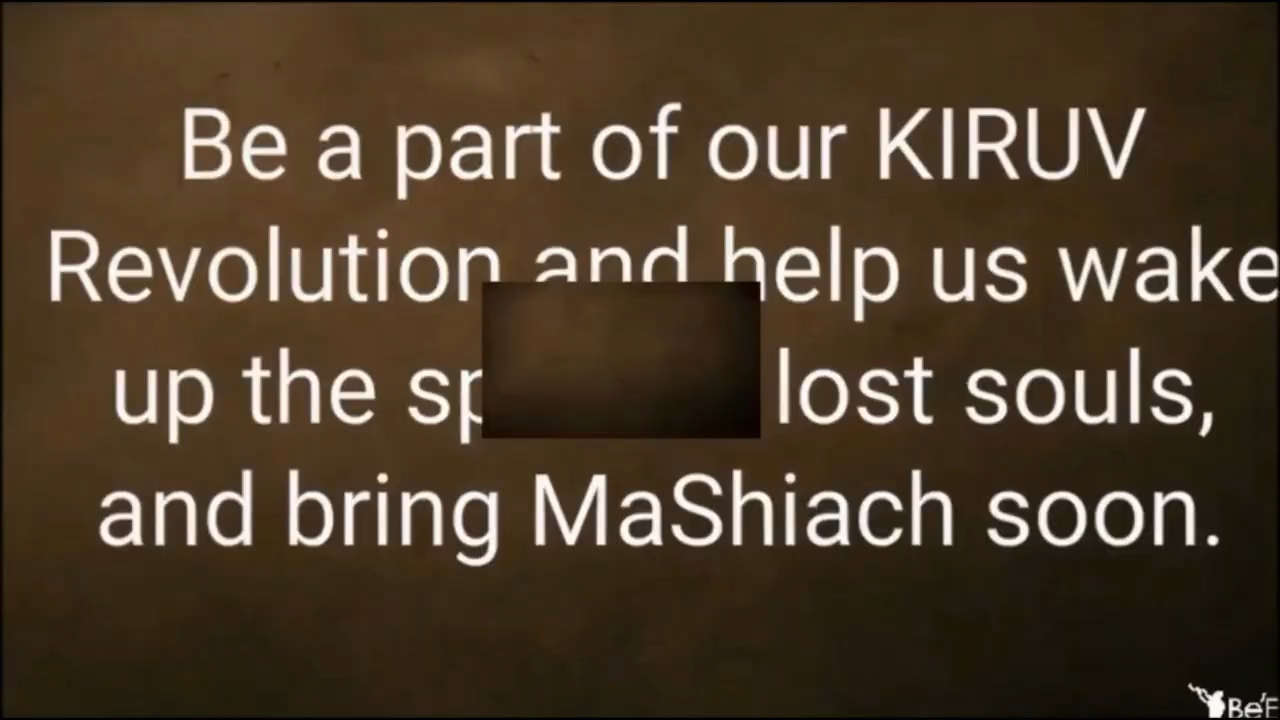 Be a part of our KIRUV
Revolution and help us wake
up the lost souls,
and bring MaShiach soon.